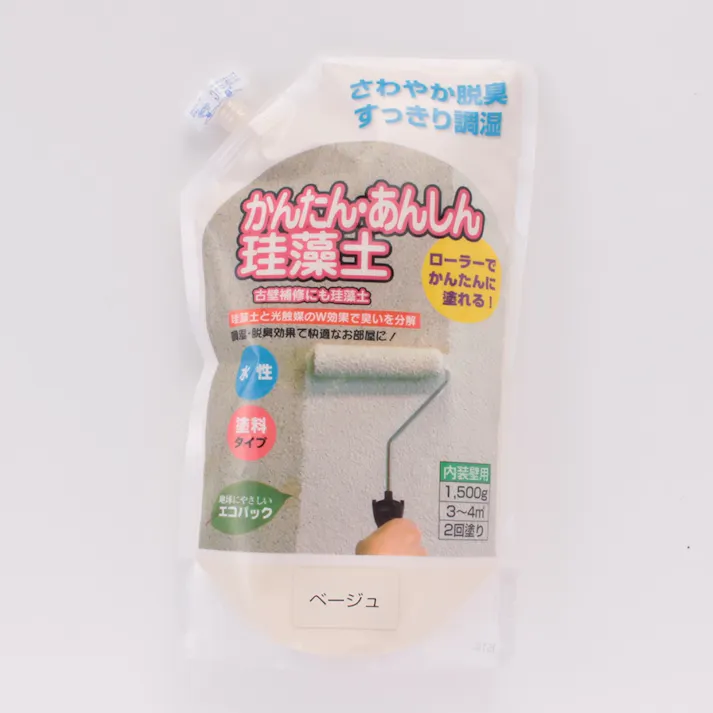 さわやか脱臭
すっきり調湿
かんたん・あんしん
珪藻土
古壁補修にも珪藻土
珪藻土と光触媒のW効果で臭いを分解
調湿・脱臭効果で快適なお部屋に!
ローラーで
かんたんに
塗れる!
水性
塗料
タイプ
地球にやさしい
エコパック
内装壁用
1,500g
3〜4㎡
2回塗り
ベージュ